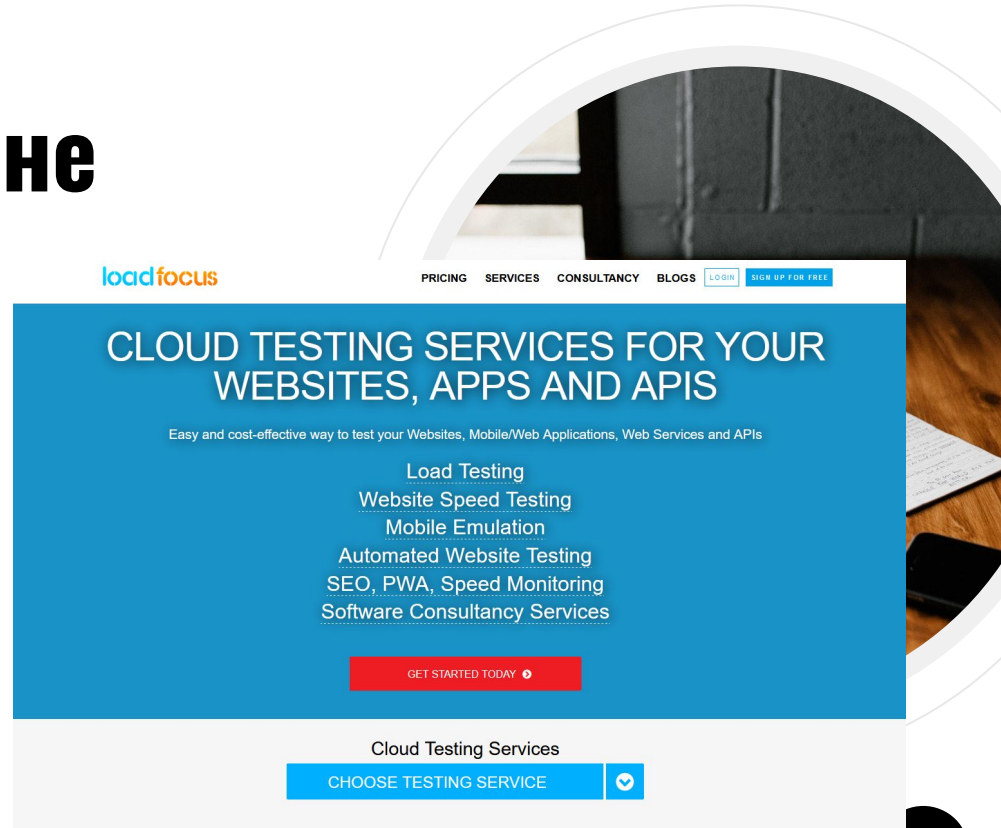 не
loadfocus
PRICING SERVICES CONSULTANCY BLOGS LOGIN SIGN UP FOR FREE
CLOUD TESTING SERVICES FOR YOUR
WEBSITES, APPS AND APIS
Easy and cost-effective way to test your Websites, Mobile/Web Applications, Web Services and APIs
Load Testing
Website Speed Testing
Mobile Emulation
Automated Website Testing
SEO, PWA, Speed Monitoring
Software Consultancy Services
GET STARTED TODAY
Cloud Testing Services
CHOOSE TESTING SERVICE